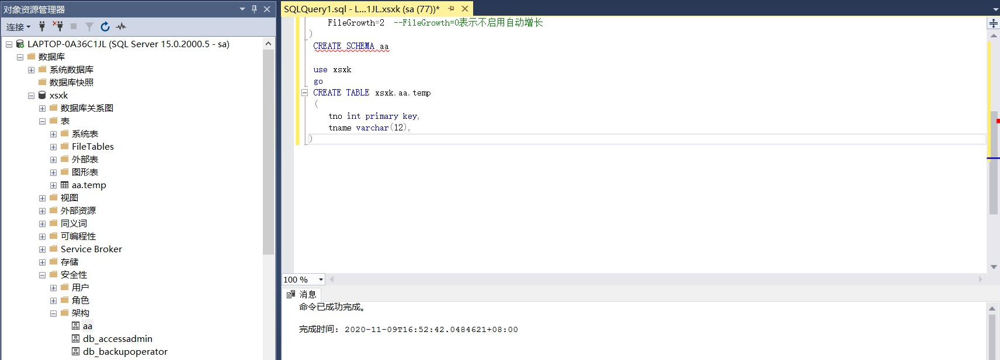 对象资源管理器
连接
LAPTOP-0A36C1JL (SQL Server 15.0.2000.5 - sa)
数据库
系统数据库
数据库快照
xsxk
数据库关系图
表
系统表
FileTables
外部表
图形表
aa.temp
视图
外部资源
同义词
可编程性
Service Broker
存储
安全性
用户
角色
架构
aa
db_accessadmin
db_backupoperator
SQLQuery1.sql - L...1JL.xsxk (sa (77))*
FileGrowth=2  --FileGrowth=0表示不启用自动增长
)
CREATE SCHEMA aa
use xsxk
go
CREATE TABLE xsxk.aa.temp
(
tno int primary key,
tname varchar(12),
)
100 %
消息
命令已成功完成。
完成时间: 2020-11-09T16:52:42.0484621+08:00